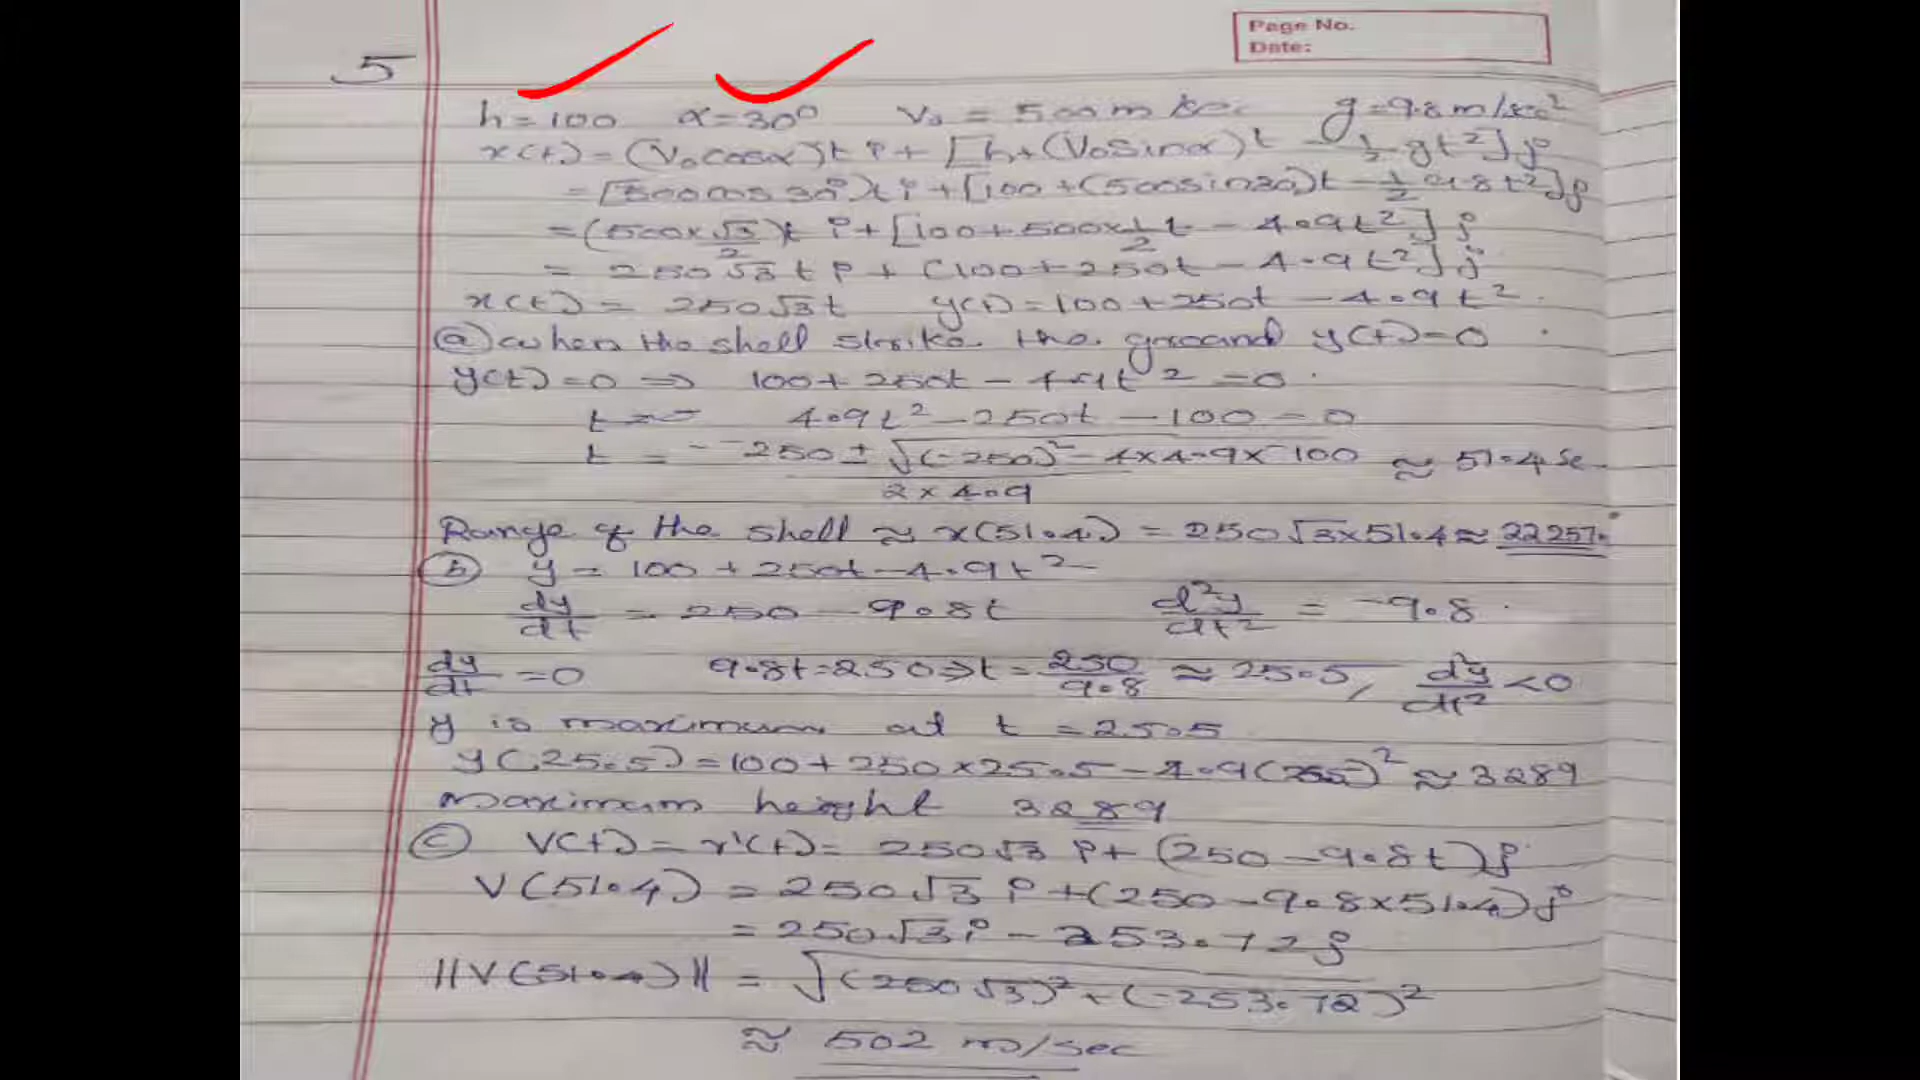 Page No.
Date:
5
h = 100 α = 30° V₀ = 500 m/sec g = 9.8 m/sec²
r(t) = (V₀cosα)t i + [h + (V₀sinα)t - 1/2 gt²] j
= [500cos30°)t i + [100 + (500sin30)t - 1/2 9.8t²] j
= (500×√3/2)t i + [100 + 500×1/2 t - 4.9t²] j
= 250√3 t i + (100 + 250t - 4.9t²] j
x(t) = 250√3t y(t) = 100 + 250t - 4.9t².
(a) when the shell strike the ground y(t) = 0
y(t) = 0 ⇒ 100 + 250t - 4.9t² = 0.
t = - 4.9t² - 250t - 100 = 0
t = - -250 ± √((-250)² - 4×4.9×-100) / 2×4.9 ≈ 51.4 se
Range of the shell ≈ x(51.4) = 250√3×51.4 ≈ 22257.
(b) y = 100 + 250t - 4.9t²
dy/dt = 250 - 9.8t d²y/dt² = -9.8.
dy/dt = 0 9.8t = 250 ⇒ t = 250/9.8 ≈ 25.5, d²y/dt² < 0
y is maximum at t = 25.5
y(25.5) = 100 + 250×25.5 - 4.9(255)² ≈ 3289
maximum height 3289
(c) V(t) = r'(t) = 250√3 i + (250 - 9.8t) j
V(51.4) = 250√3 i + (250 - 9.8×51.4) j
= 250√3 i - 253.72 j
||V(51.4)|| = √((250√3)² + (-253.72)²)
≈ 502 m/sec